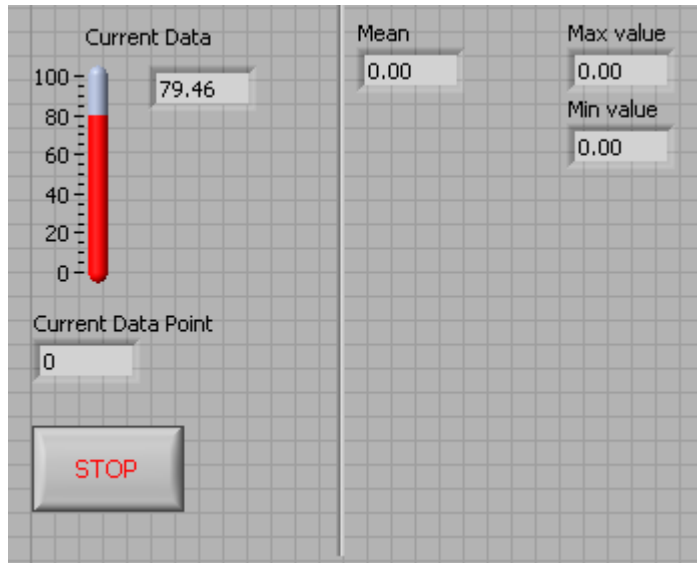 Current Data
100
80
60
40
20
0
79.46
Current Data Point
0
STOP
Mean
0.00
Max value
0.00
Min value
0.00